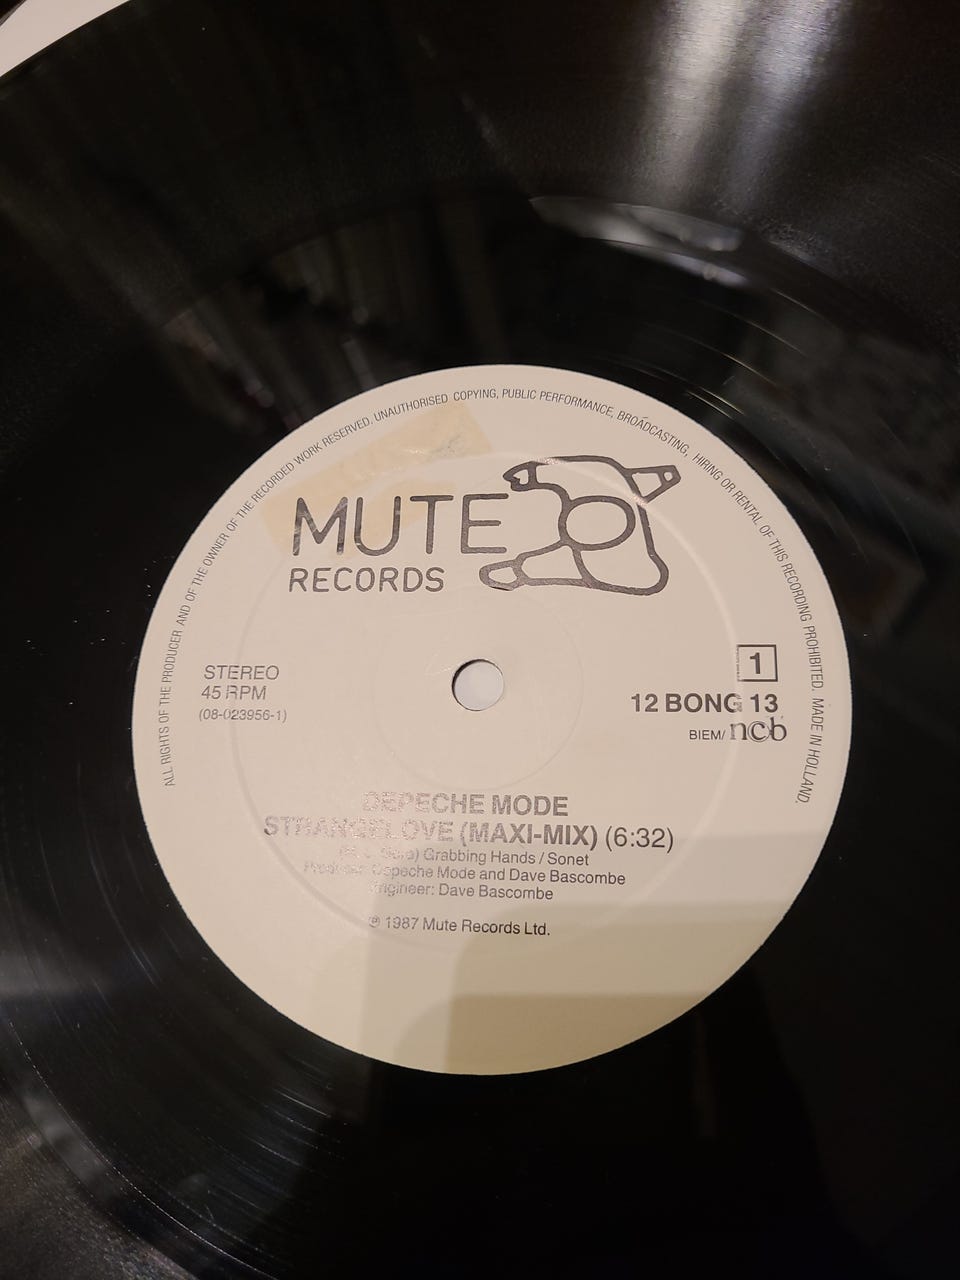 ALL RIGHTS OF THE PRODUCER AND OF THE OWNER OF THE RECORDED WORK RESERVED. UNAUTHORISED COPYING, PUBLIC PERFORMANCE, BROADCASTING, HIRING OR RENTAL OF THIS RECORDING PROHIBITED. MADE IN HOLLAND.
MUTE
RECORDS
STEREO
45 RPM
(08-023956-1)
1
12 BONG 13
BIEM/ ncb
DEPECHE MODE
STRANGELOVE (MAXI-MIX) (6:32)
Grabbing Hands / Sonet
Producer: Depeche Mode and Dave Bascombe
Engineer: Dave Bascombe
℗ 1987 Mute Records Ltd.